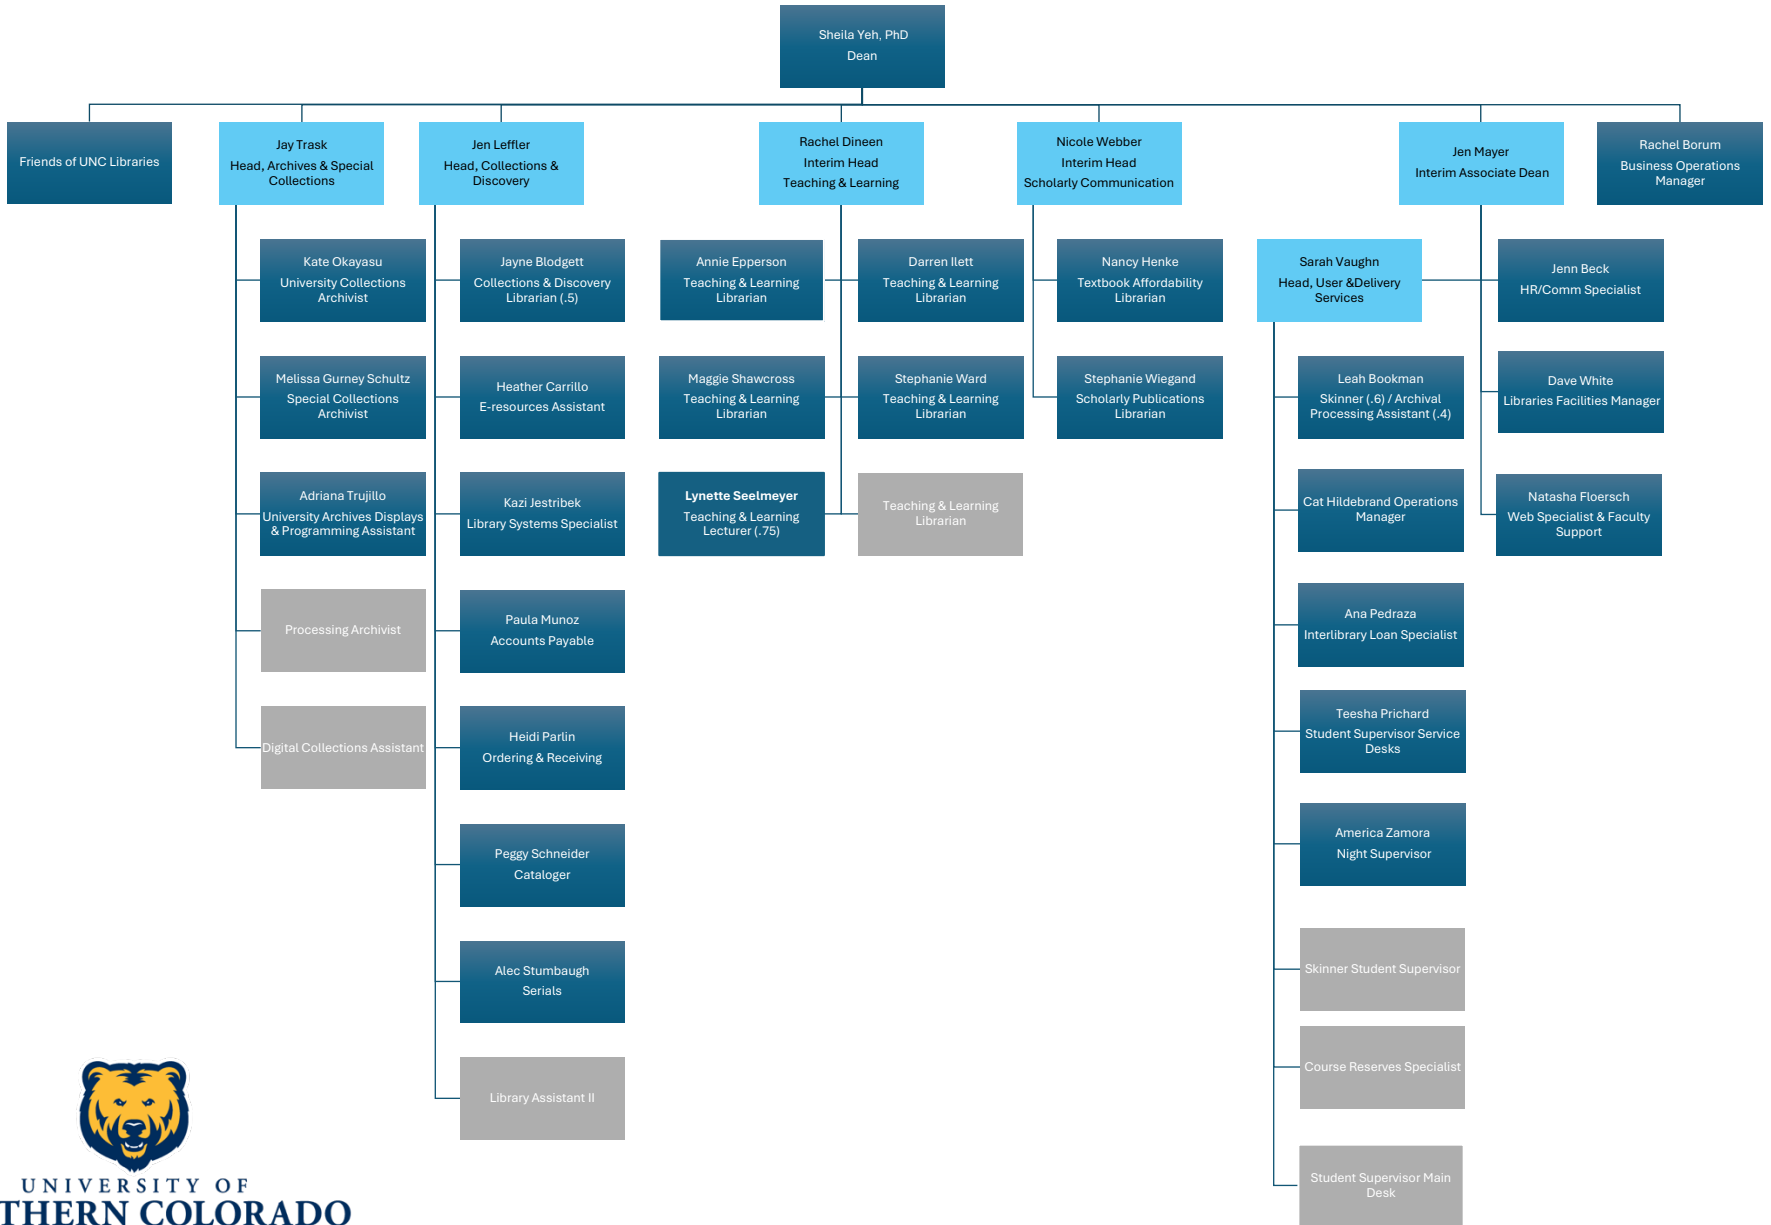 Sheila Yeh, PhD
Dean
Friends of UNC Libraries
Jay Trask
Head, Archives & Special
Collections
Jen Leffler
Head, Collections &
Discovery
Rachel Dineen
Interim Head
Teaching & Learning
Nicole Webber
Interim Head
Scholarly Communication
Jen Mayer
Interim Associate Dean
Rachel Borum
Business Operations
Manager
Kate Okayasu
University Collections
Archivist
Melissa Gurney Schultz
Special Collections
Archivist
Adriana Trujillo
University Archives Displays
& Programming Assistant
Processing Archivist
Digital Collections Assistant
Jayne Blodgett
Collections & Discovery
Librarian (.5)
Heather Carrillo
E-resources Assistant
Kazi Jestribek
Library Systems Specialist
Paula Munoz
Accounts Payable
Heidi Parlin
Ordering & Receiving
Peggy Schneider
Cataloger
Alec Stumbaugh
Serials
Library Assistant II
Annie Epperson
Teaching & Learning
Librarian
Darren Ilett
Teaching & Learning
Librarian
Maggie Shawcross
Teaching & Learning
Librarian
Stephanie Ward
Teaching & Learning
Librarian
Lynette Seelmeyer
Teaching & Learning
Lecturer (.75)
Teaching & Learning
Librarian
Nancy Henke
Textbook Affordability
Librarian
Stephanie Wiegand
Scholarly Publications
Librarian
Sarah Vaughn
Head, User &Delivery
Services
Leah Bookman
Skinner (.6) / Archival
Processing Assistant (.4)
Cat Hildebrand Operations
Manager
Ana Pedraza
Interlibrary Loan Specialist
Teesha Prichard
Student Supervisor Service
Desks
America Zamora
Night Supervisor
Skinner Student Supervisor
Course Reserves Specialist
Student Supervisor Main
Desk
Jenn Beck
HR/Comm Specialist
Dave White
Libraries Facilities Manager
Natasha Floersch
Web Specialist & Faculty
Support
UNIVERSITY OF
THERN COLORADO